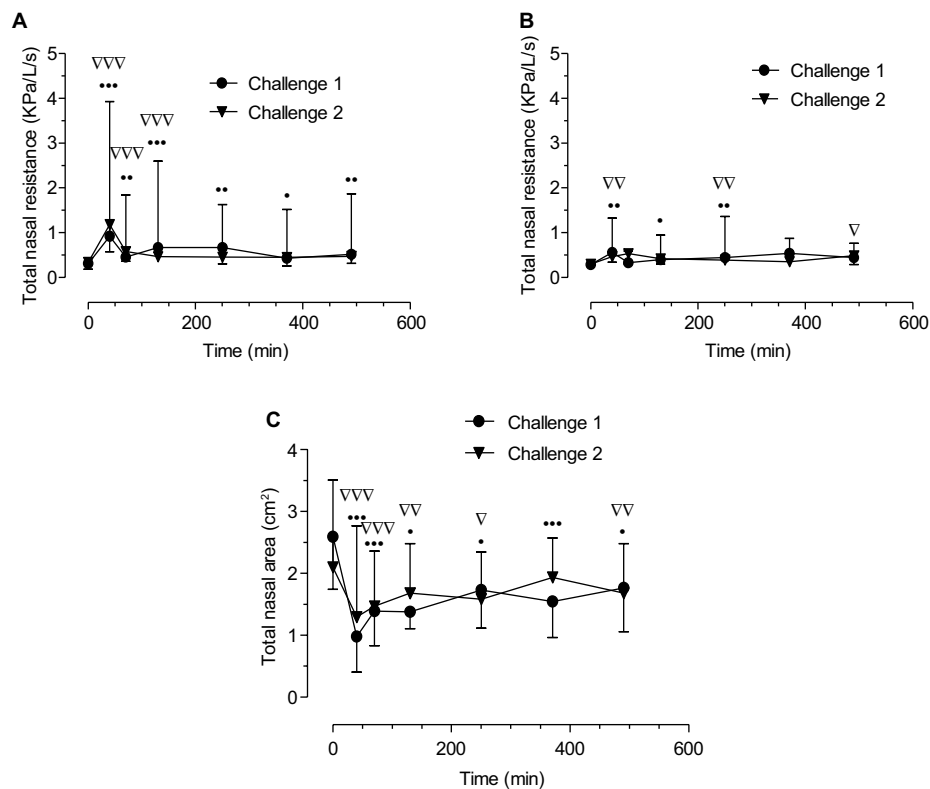 A
Total nasal resistance (KPa/L/s)
5
4
3
2
1
0
▽▽▽
•••
▽▽▽
••
▽▽▽
•••
••
•
••
Challenge 1
Challenge 2
0 200 400 600
Time (min)
B
Total nasal resistance (KPa/L/s)
5
4
3
2
1
0
▽▽
••
•
▽▽
••
▽
Challenge 1
Challenge 2
0 200 400 600
Time (min)
C
Challenge 1
Challenge 2
Total nasal area (cm²)
4
3
2
1
0
▽▽▽
•••
▽▽▽
•••
▽▽
•
▽
•
•••
▽▽
•
0 200 400 600
Time (min)